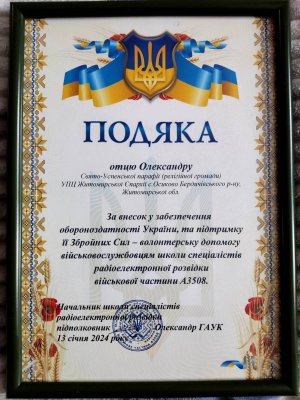 ПОДЯКА
отцю Олександру
Свято-Успенської парафії (релігійної громади)
УПЦ Житомирської Єпархії с.Осиково Бердичівського р-ну,
Житомирської обл.
За внесок у забезпечення
обороноздатності України, та підтримку
її Збройних Сил – волонтерську допомогу
військовослужбовцям школи спеціалістів
радіоелектронної розвідки
військової частини А3508.
Начальник школи спеціалістів
радіоелектронної розвідки
підполковник Олександр ГАУК
13 січня 2024 року